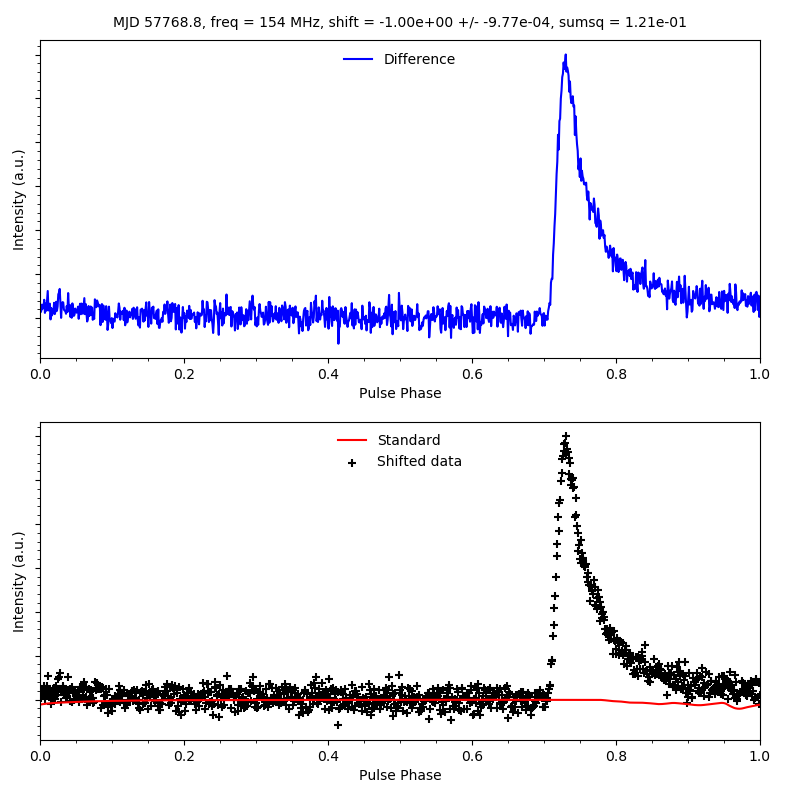 MJD 57768.8, freq = 154 MHz, shift = -1.00e+00 +/- -9.77e-04, sumsq = 1.21e-01
Difference
Intensity (a.u.)
0.0 0.2 0.4 0.6 0.8 1.0
Pulse Phase
Standard
Shifted data
Intensity (a.u.)
0.0 0.2 0.4 0.6 0.8 1.0
Pulse Phase